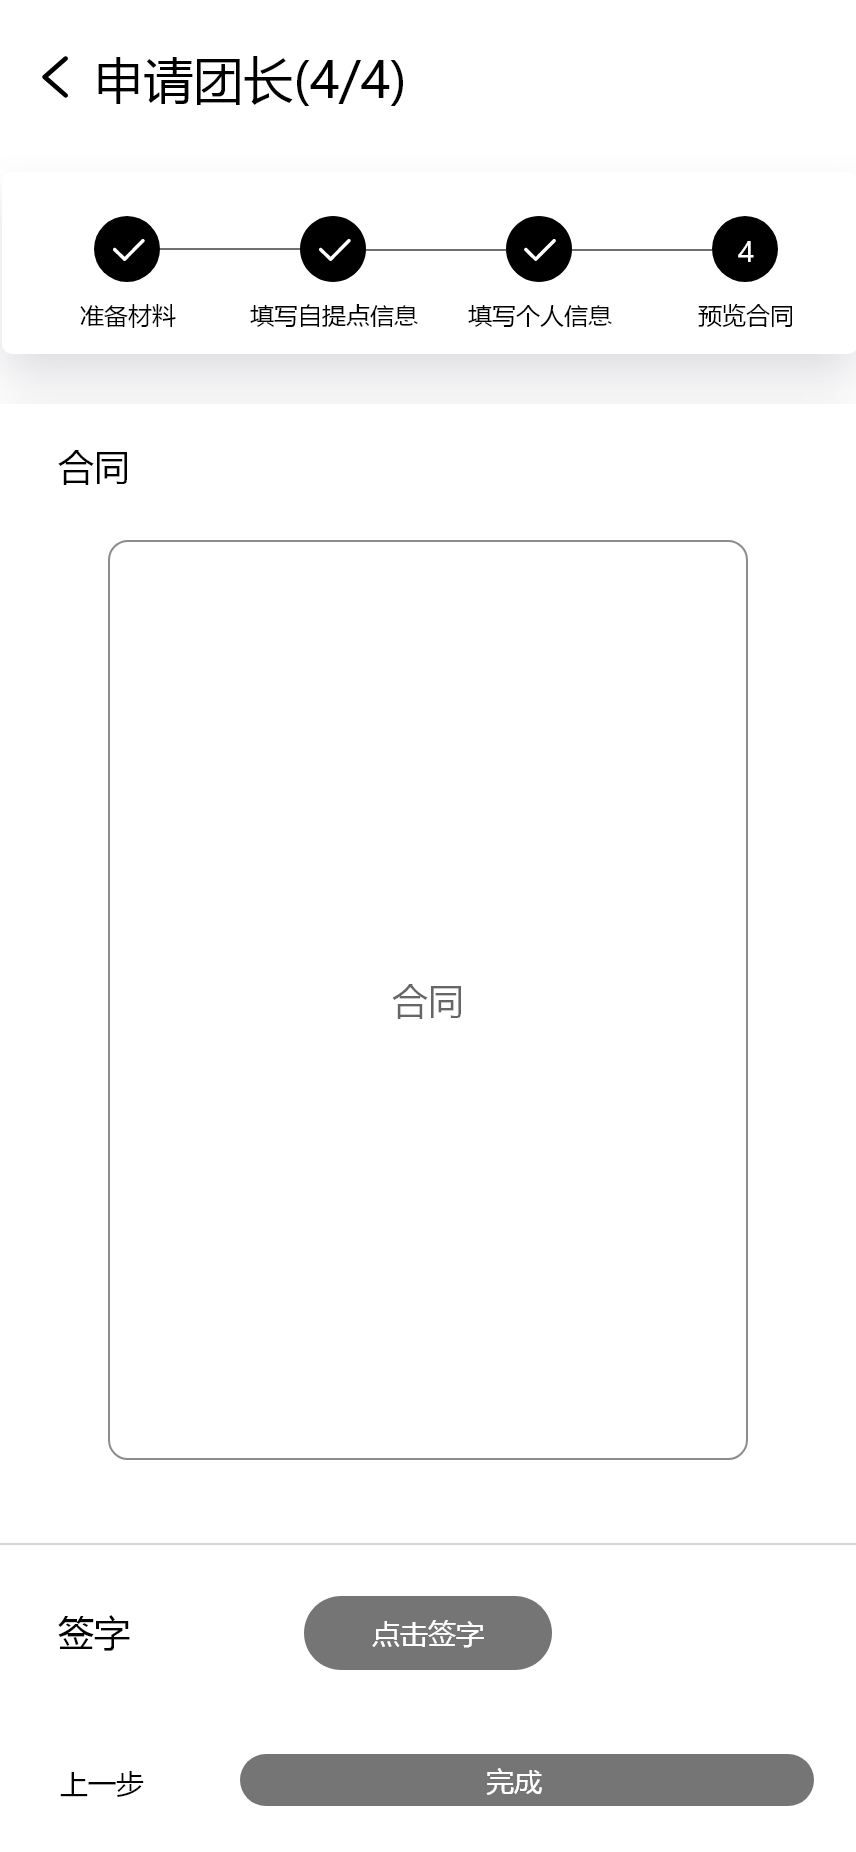 申请团长(4/4)
4
准备材料 填写自提点信息 填写个人信息 预览合同
合同
合同
签字 点击签字
上一步 完成